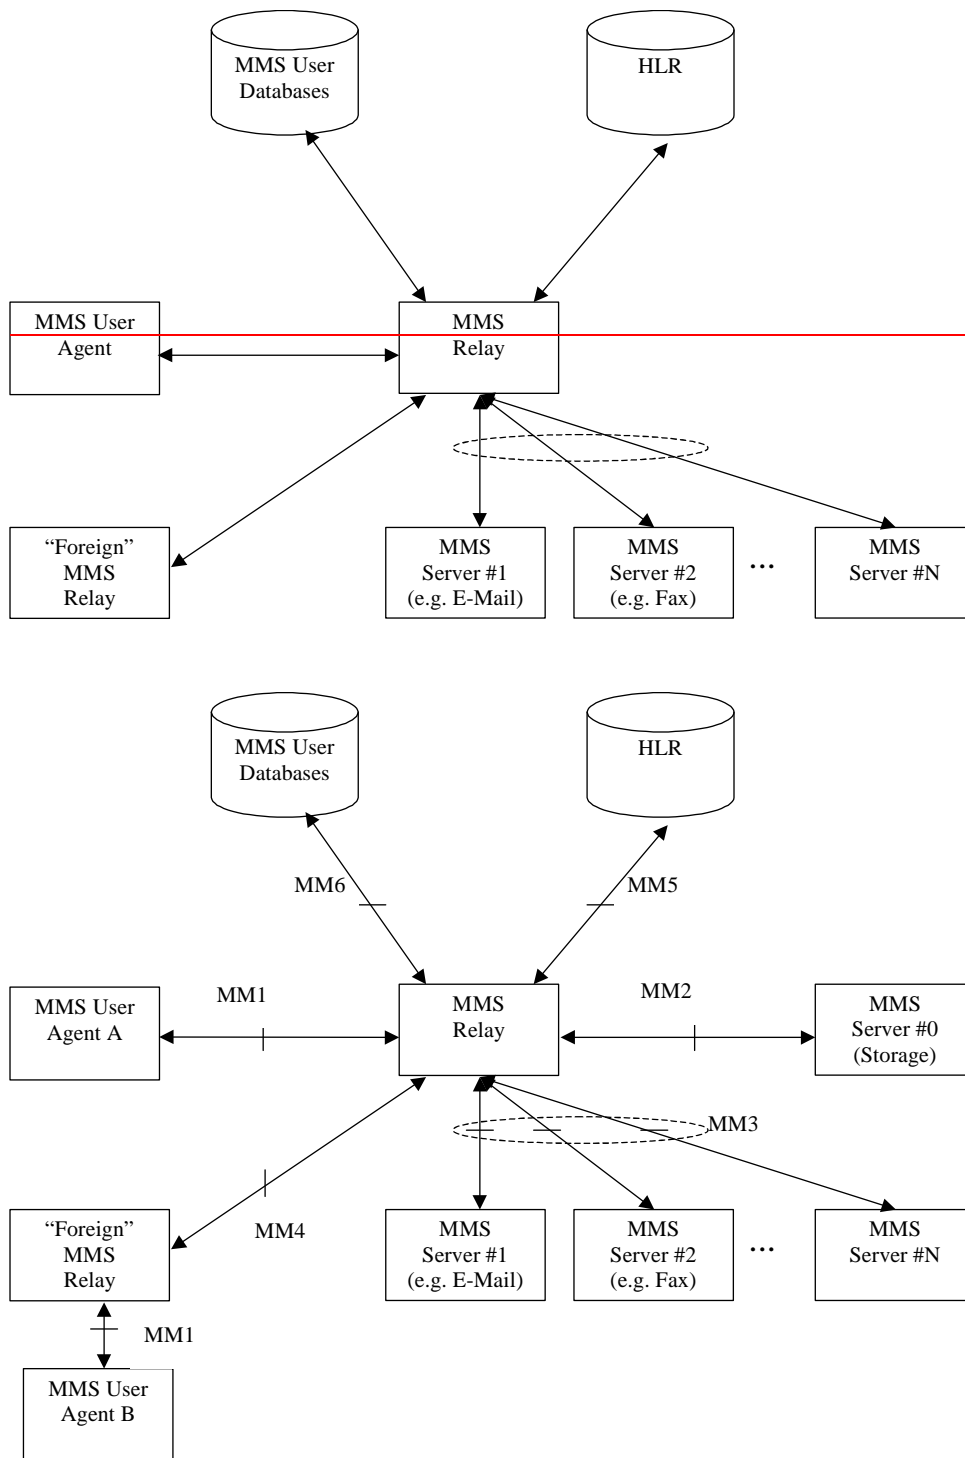 MMS User
Databases
HLR
MMS User
Agent
MMS
Relay
“Foreign”
MMS
Relay
MMS
Server #1
(e.g. E-Mail)
MMS
Server #2
(e.g. Fax)
...
MMS
Server #N
MMS User
Databases
HLR
MM6
MM5
MMS User
Agent A
MM1
MMS
Relay
MM2
MMS
Server #0
(Storage)
MM3
“Foreign”
MMS
Relay
MM4
MMS
Server #1
(e.g. E-Mail)
MMS
Server #2
(e.g. Fax)
...
MMS
Server #N
MM1
MMS User
Agent B